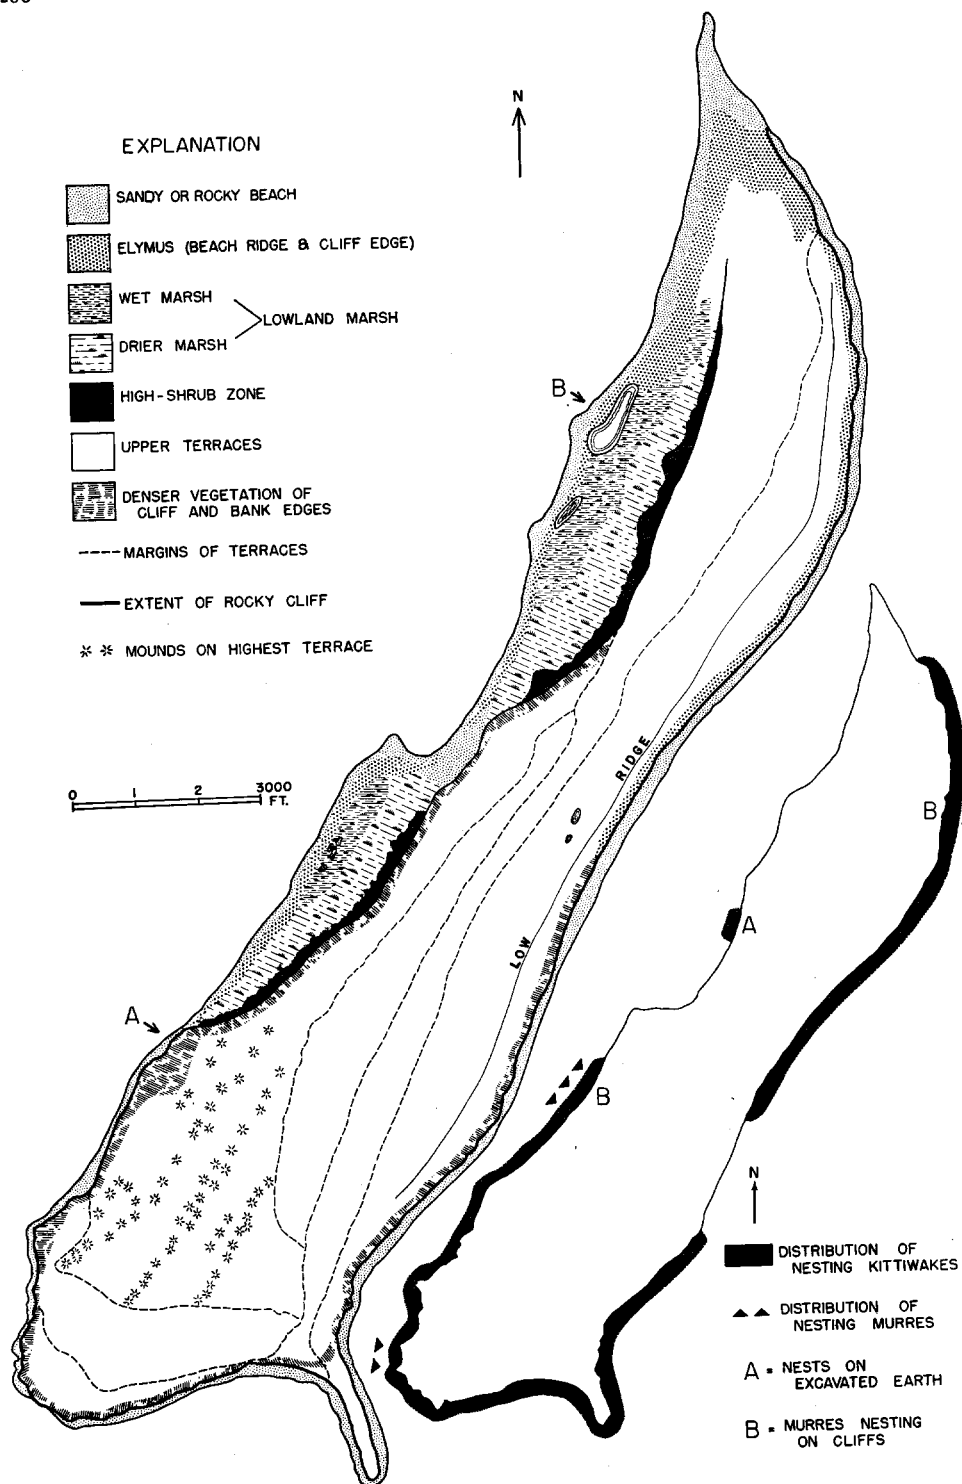 N
EXPLANATION
SANDY OR ROCKY BEACH
ELYMUS (BEACH RIDGE & CLIFF EDGE)
WET MARSH
LOWLAND MARSH
DRIER MARSH
HIGH-SHRUB ZONE
UPPER TERRACES
DENSER VEGETATION OF
CLIFF AND BANK EDGES
MARGINS OF TERRACES
EXTENT OF ROCKY CLIFF
MOUNDS ON HIGHEST TERRACE
0 1 2 3000
FT.
B
A
LOW RIDGE
B
A
B
N
DISTRIBUTION OF
NESTING KITTIWAKES
DISTRIBUTION OF
NESTING MURRES
A = NESTS ON
EXCAVATED EARTH
B = MURRES NESTING
ON CLIFFS